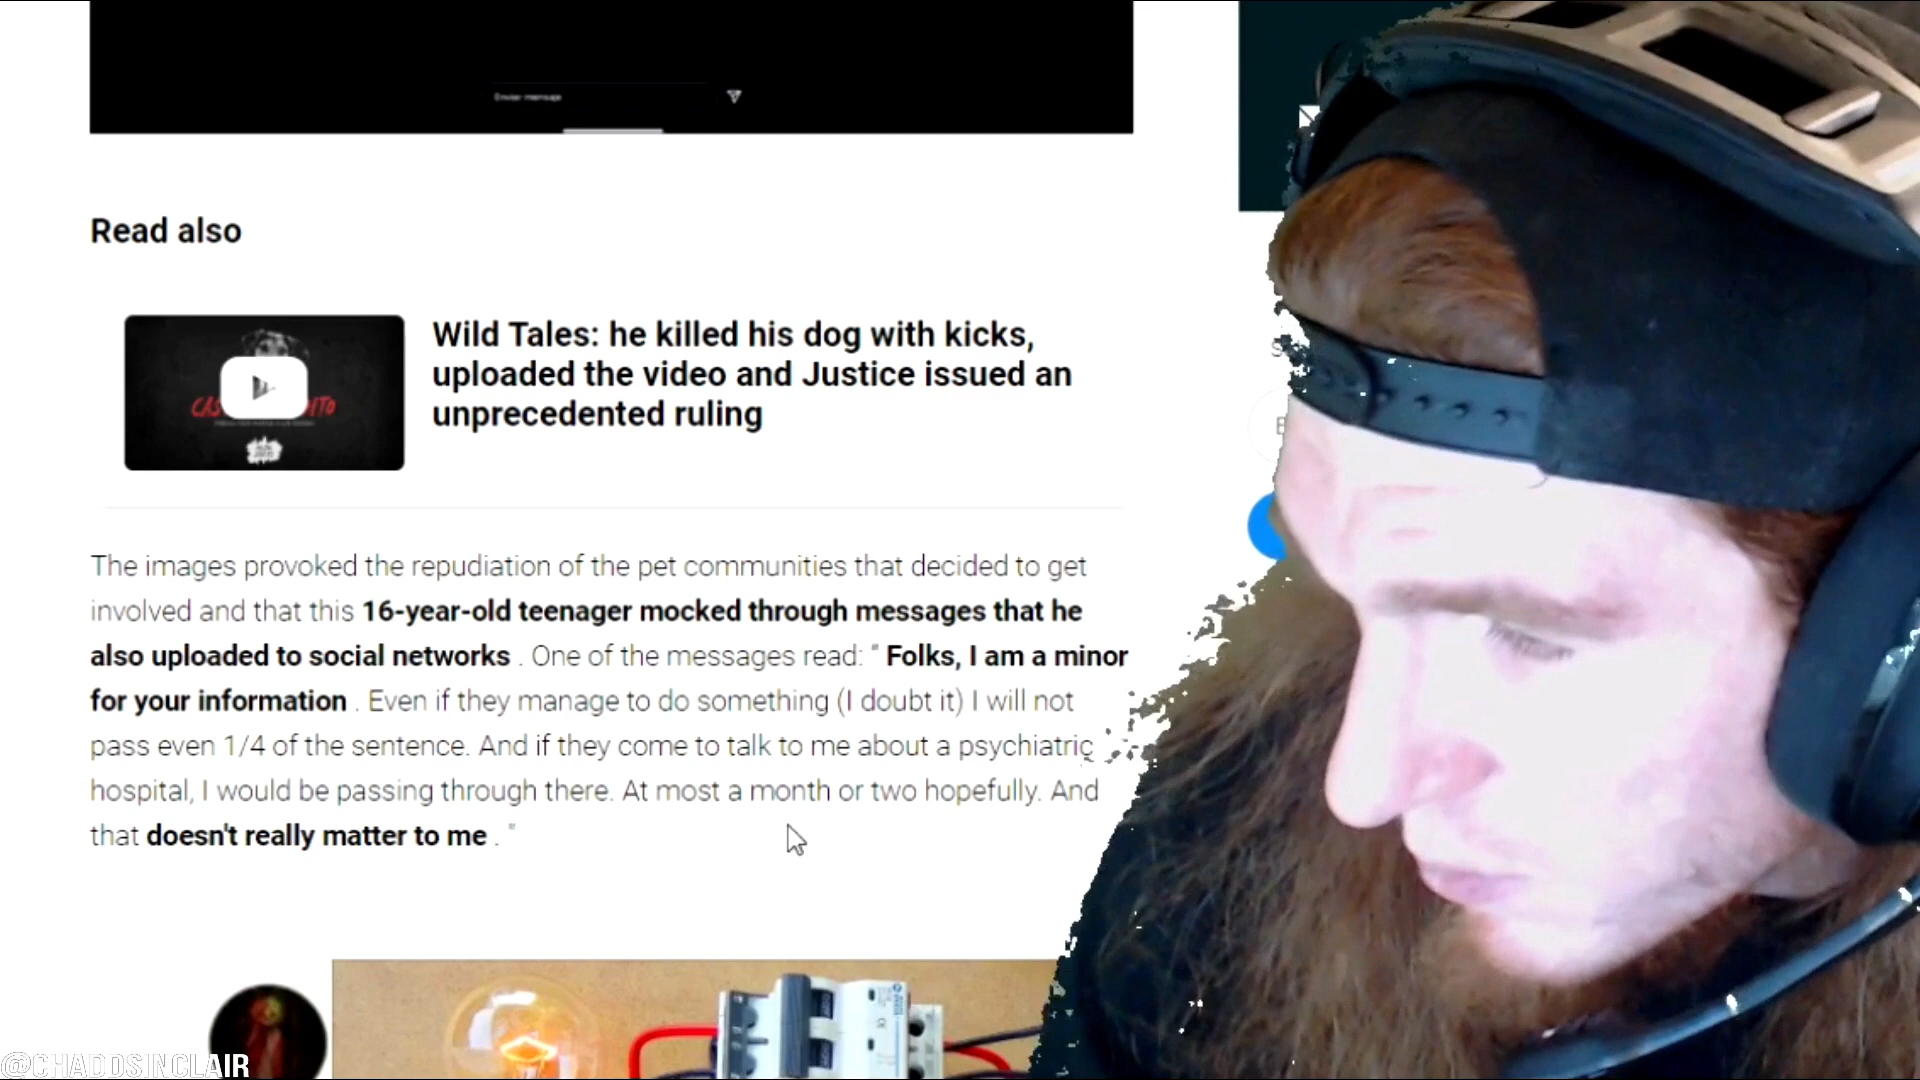 Enviar mensaje
Read also
Wild Tales: he killed his dog with kicks,
uploaded the video and Justice issued an
unprecedented ruling
The images provoked the repudiation of the pet communities that decided to get
involved and that this 16-year-old teenager mocked through messages that he
also uploaded to social networks . One of the messages read: " Folks, I am a minor
for your information . Even if they manage to do something (I doubt it) I will not
pass even 1/4 of the sentence. And if they come to talk to me about a psychiatric
hospital, I would be passing through there. At most a month or two hopefully. And
that doesn't really matter to me . "
@CHADDSINCLAIR